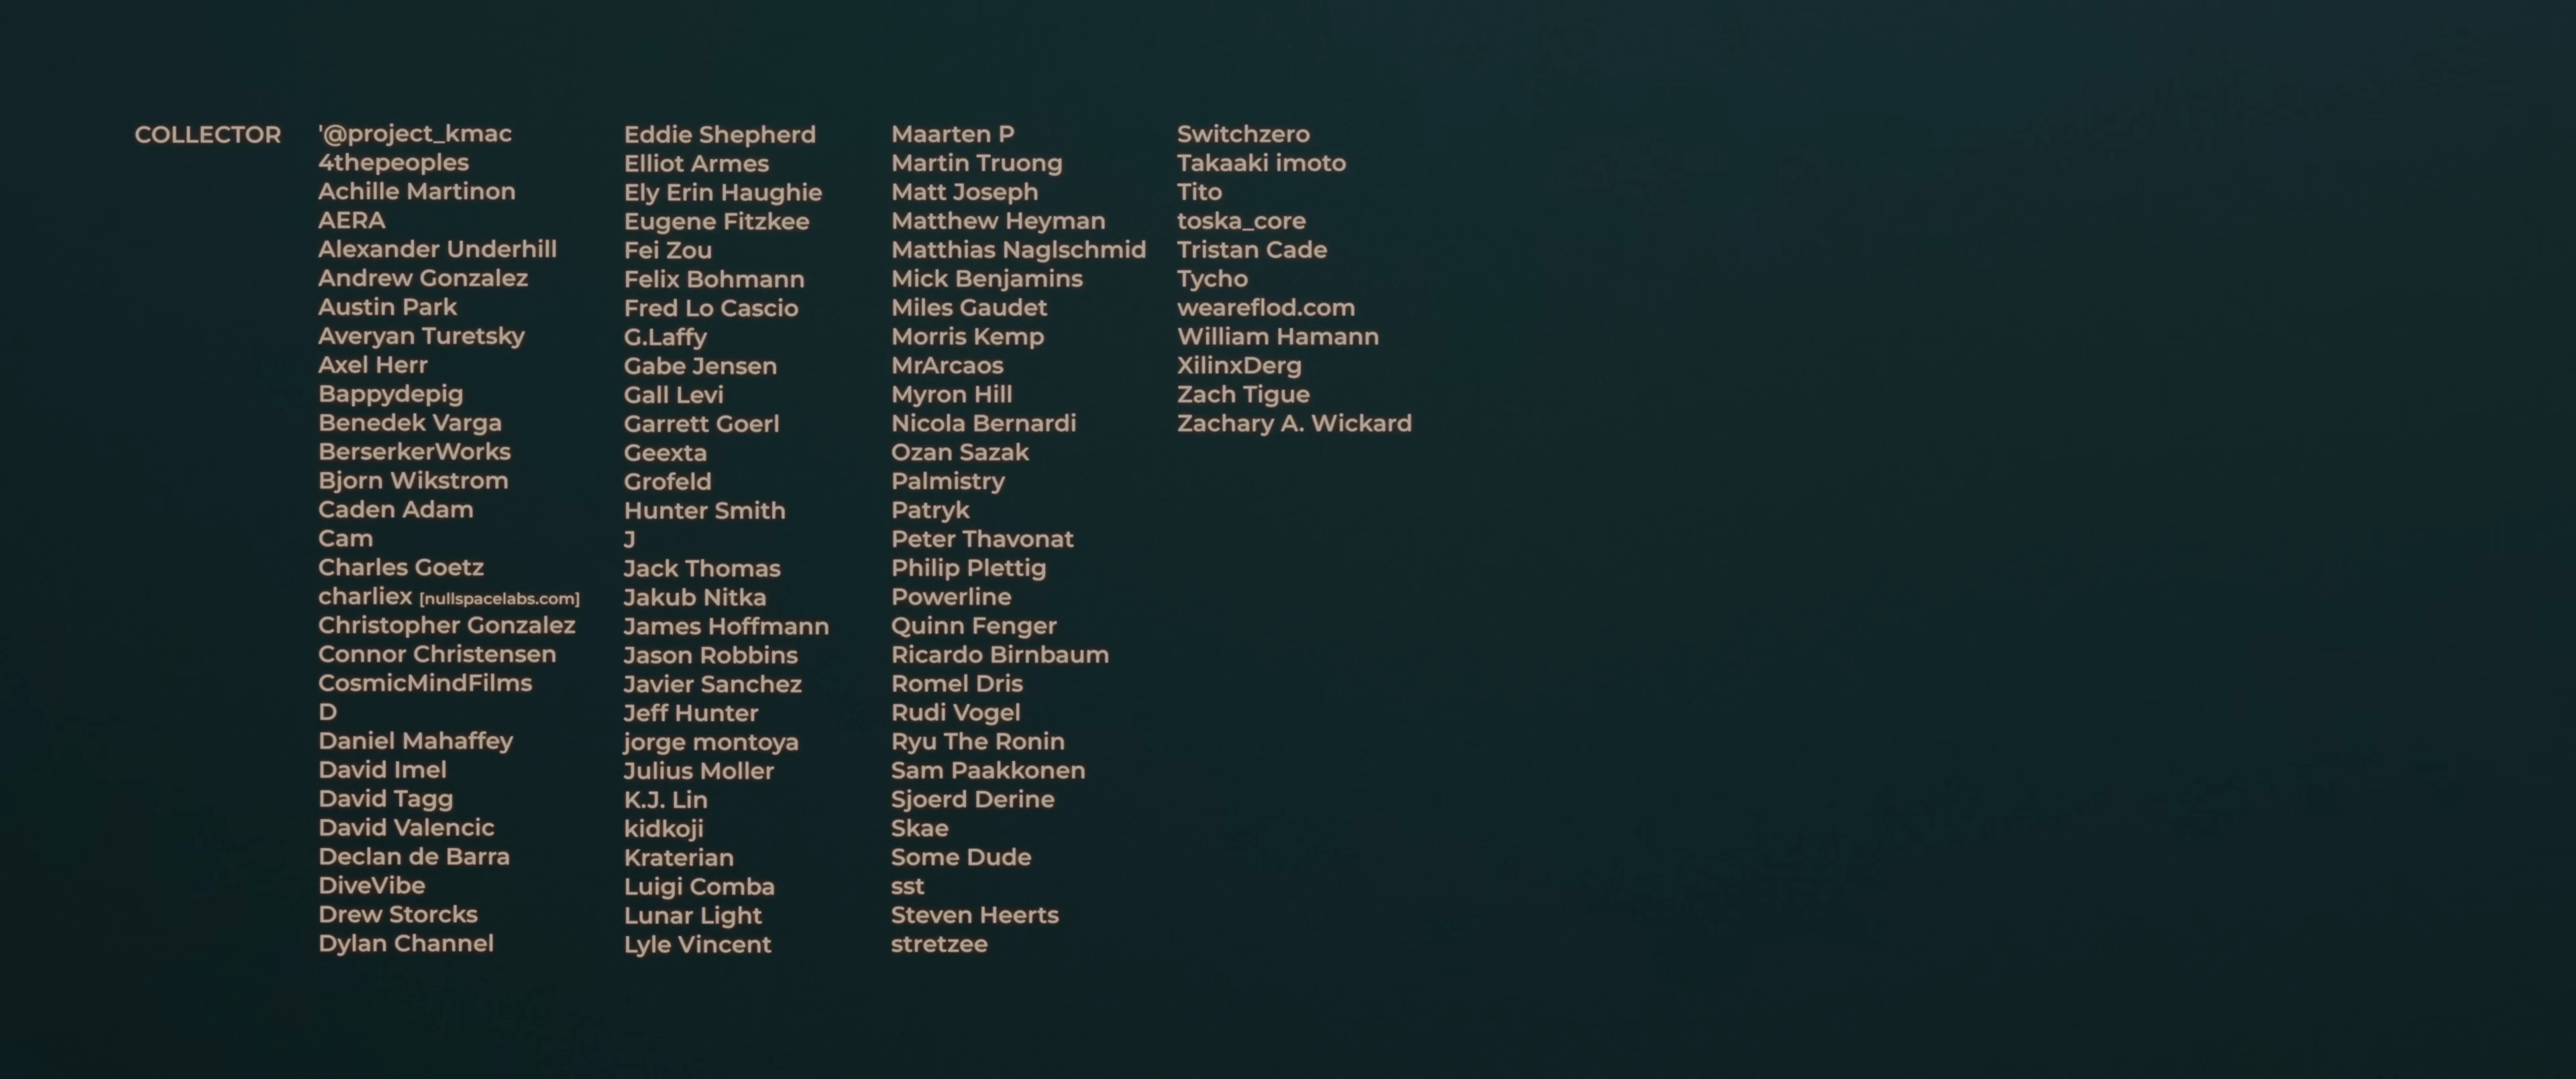 COLLECTOR
'@project_kmac
4thepeoples
Achille Martinon
AERA
Alexander Underhill
Andrew Gonzalez
Austin Park
Averyan Turetsky
Axel Herr
Bappydepig
Benedek Varga
BerserkerWorks
Bjorn Wikstrom
Caden Adam
Cam
Charles Goetz
charliex [nullspacelabs.com]
Christopher Gonzalez
Connor Christensen
CosmicMindFilms
D
Daniel Mahaffey
David Imel
David Tagg
David Valencic
Declan de Barra
DiveVibe
Drew Storcks
Dylan Channel
Eddie Shepherd
Elliot Armes
Ely Erin Haughie
Eugene Fitzkee
Fei Zou
Felix Bohmann
Fred Lo Cascio
G.Laffy
Gabe Jensen
Gall Levi
Garrett Goerl
Geexta
Grofeld
Hunter Smith
J
Jack Thomas
Jakub Nitka
James Hoffmann
Jason Robbins
Javier Sanchez
Jeff Hunter
jorge montoya
Julius Moller
K.J. Lin
kidkoji
Kraterian
Luigi Comba
Lunar Light
Lyle Vincent
Maarten P
Martin Truong
Matt Joseph
Matthew Heyman
Matthias Naglschmid
Mick Benjamins
Miles Gaudet
Morris Kemp
MrArcaos
Myron Hill
Nicola Bernardi
Ozan Sazak
Palmistry
Patryk
Peter Thavonat
Philip Plettig
Powerline
Quinn Fenger
Ricardo Birnbaum
Romel Dris
Rudi Vogel
Ryu The Ronin
Sam Paakkonen
Sjoerd Derine
Skae
Some Dude
sst
Steven Heerts
stretzee
Switchzero
Takaaki imoto
Tito
toska_core
Tristan Cade
Tycho
weareflod.com
William Hamann
XilinxDerg
Zach Tigue
Zachary A. Wickard